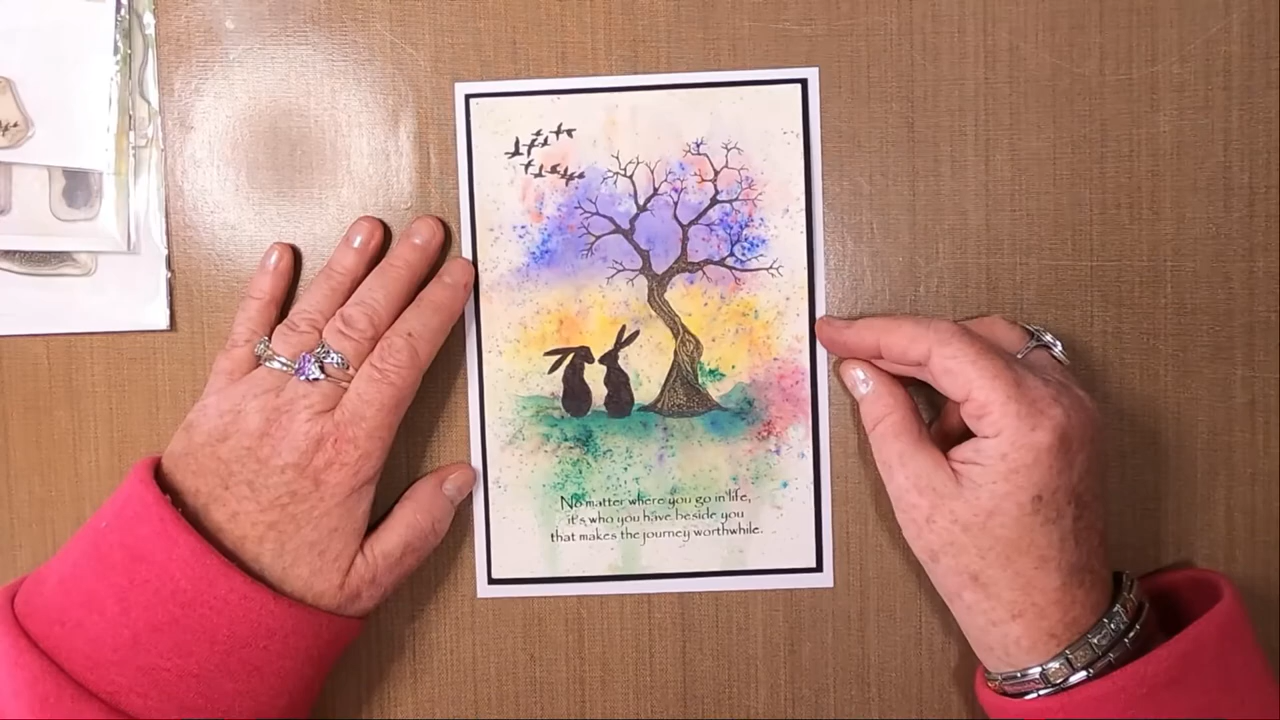 No matter where you go in life,
it's who you have beside you
that makes the journey worthwhile.